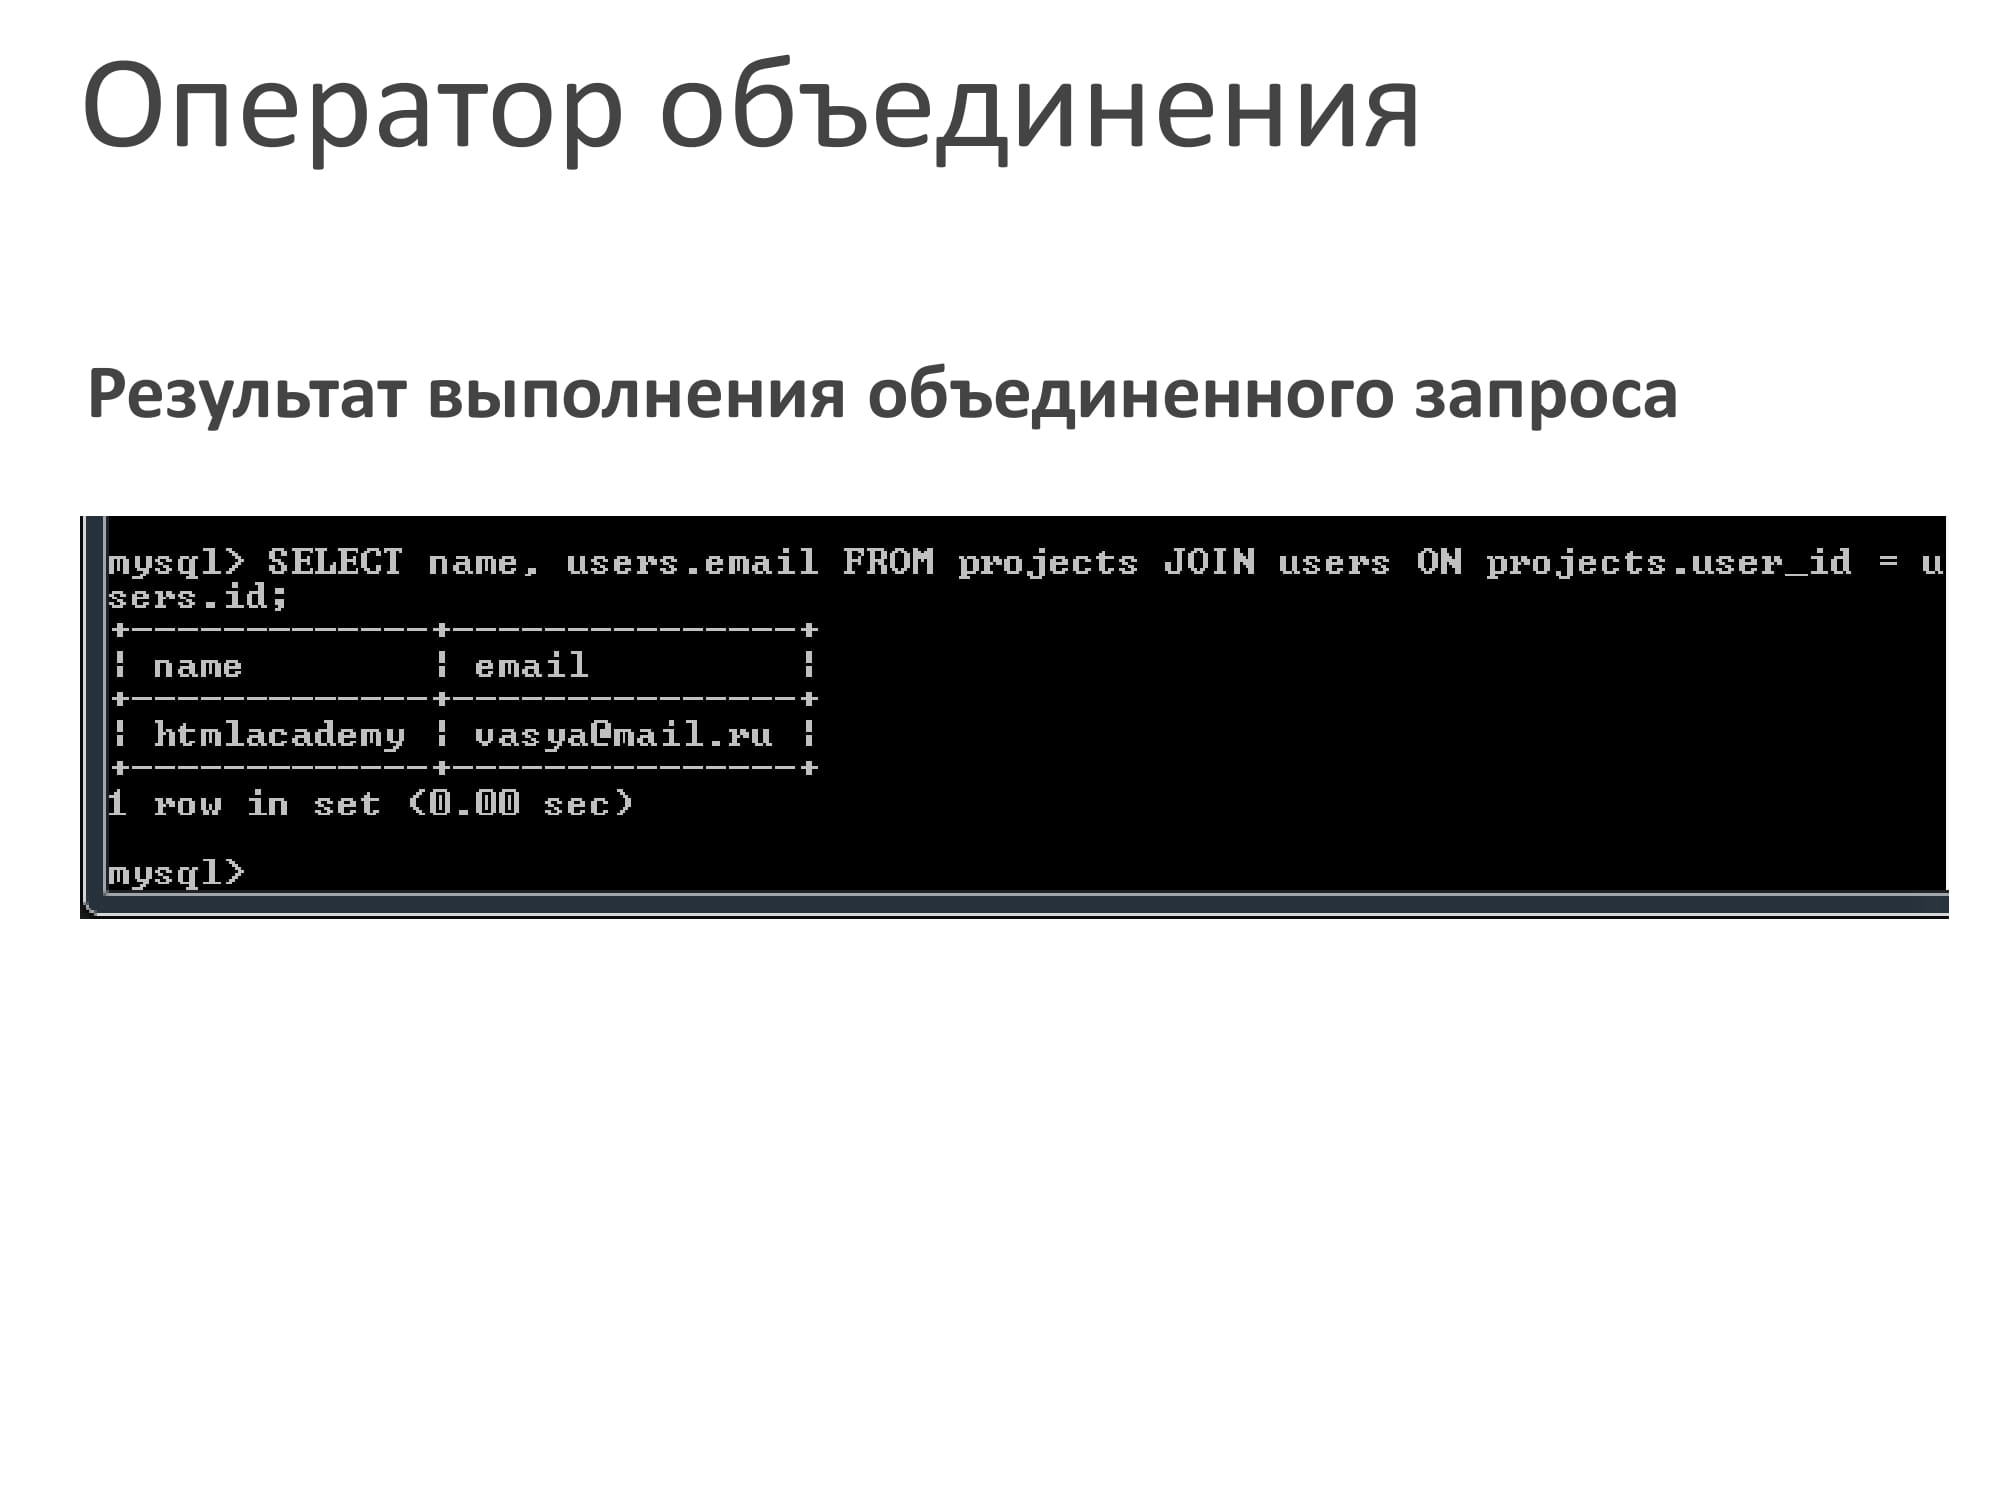 Оператор объединения
Результат выполнения объединенного запроса
mysql> SELECT name, users.email FROM projects JOIN users ON projects.user_id = u
sers.id;
+-------------+---------------+
| name        | email         |
+-------------+---------------+
| htmlacademy | vasya@mail.ru |
+-------------+---------------+
1 row in set (0.00 sec)
mysql>